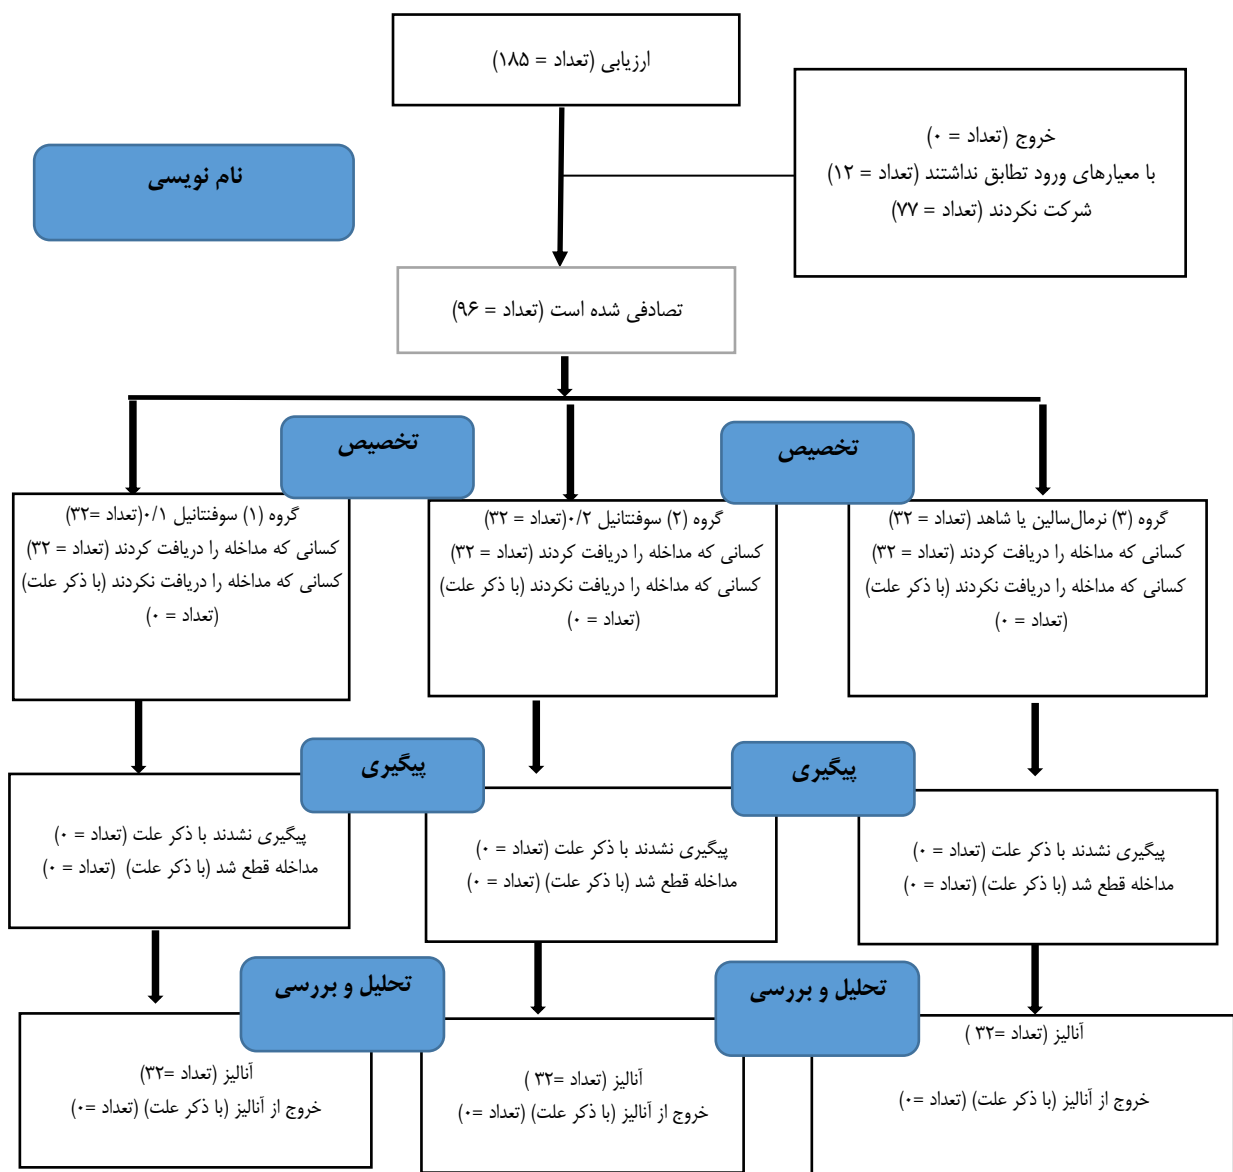 ارزیابی (تعداد = ۱۸۵)
خروج (تعداد = ۰)
با معیارهای ورود تطابق نداشتند (تعداد = ۱۲)
شرکت نکردند (تعداد = ۷۷)
نام نویسی
تصادفی شده است (تعداد = ۹۶)
تخصیص
تخصیص
گروه (۳) نرمال‌سالین یا شاهد (تعداد = ۳۲)
کسانی که مداخله را دریافت کردند (تعداد = ۳۲)
کسانی که مداخله را دریافت نکردند (با ذکر علت)
(تعداد = ۰)
گروه (۲) سوفنتانیل ۰/۲(تعداد = ۳۲)
کسانی که مداخله را دریافت کردند (تعداد = ۳۲)
کسانی که مداخله را دریافت نکردند (با ذکر علت)
(تعداد = ۰)
گروه (۱) سوفنتانیل ۰/۱(تعداد =۳۲)
کسانی که مداخله را دریافت کردند (تعداد = ۳۲)
کسانی که مداخله را دریافت نکردند (با ذکر علت)
(تعداد = ۰)
پیگیری
پیگیری
پیگیری نشدند با ذکر علت (تعداد = ۰)
مداخله قطع شد (با ذکر علت) (تعداد = ۰)
پیگیری نشدند با ذکر علت (تعداد = ۰)
مداخله قطع شد (با ذکر علت) (تعداد = ۰)
پیگیری نشدند با ذکر علت (تعداد = ۰)
مداخله قطع شد (با ذکر علت) (تعداد = ۰)
تحلیل و بررسی
تحلیل و بررسی
آنالیز (تعداد =۳۲ )
خروج از آنالیز (با ذکر علت) (تعداد =۰)
آنالیز (تعداد =۳۲ )
خروج از آنالیز (با ذکر علت) (تعداد =۰)
آنالیز (تعداد =۳۲)
خروج از آنالیز (با ذکر علت) (تعداد =۰)